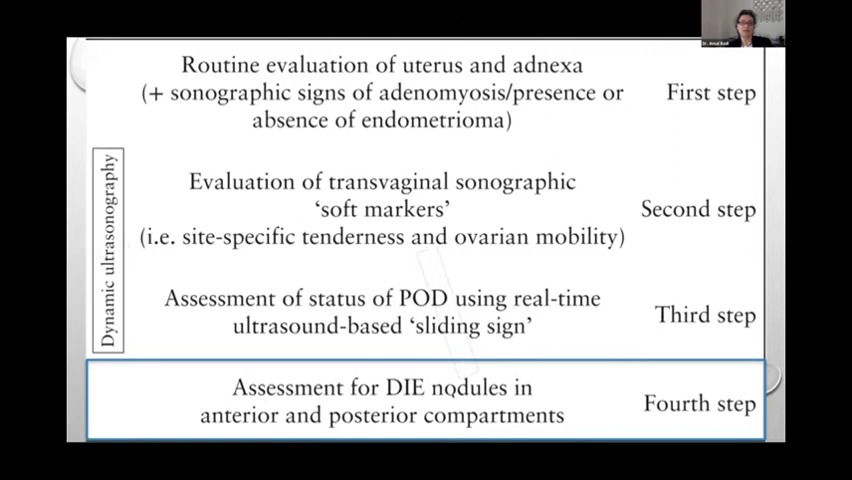 Routine evaluation of uterus and adnexa
(+ sonographic signs of adenomyosis/presence or
absence of endometrioma)
First step
Dynamic ultrasonography
Evaluation of transvaginal sonographic
‘soft markers’
(i.e. site-specific tenderness and ovarian mobility)
Second step
Assessment of status of POD using real-time
ultrasound-based ‘sliding sign’
Third step
Assessment for DIE nodules in
anterior and posterior compartments
Fourth step